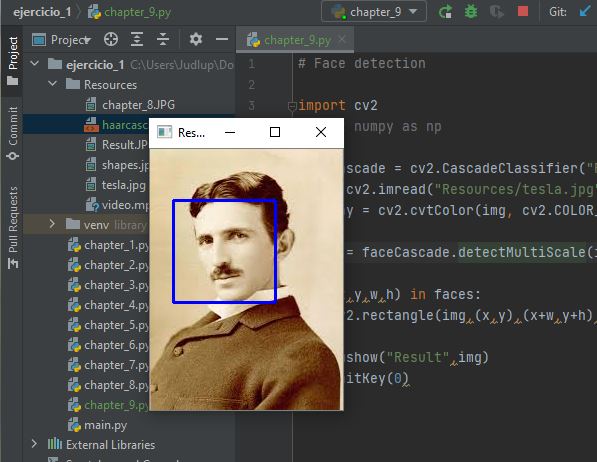 ejercicio_1 chapter_9.py
chapter_9
Git:
Project
chapter_9.py
Project
Commit
Pull Requests
ejercicio_1 C:\Users\Judlup\Do
Resources
chapter_8.JPG
haarcasc
Result.JP
shapes.jp
tesla.jpg
video.mp
venv library
chapter_1.py
chapter_2.py
chapter_3.py
chapter_4.py
chapter_5.py
chapter_6.py
chapter_7.py
chapter_8.py
chapter_9.py
main.py
External Libraries
Res...
1 # Face detection
2
3 import cv2
numpy as np
ascade = cv2.CascadeClassifier("
cv2.imread("Resources/tesla.jpg"
y = cv2.cvtColor(img, cv2.COLOR_
= faceCascade.detectMultiScale(
,y,w,h) in faces:
v2.rectangle(img,(x,y),(x+w,y+h),
show("Result",img)
itKey(0)